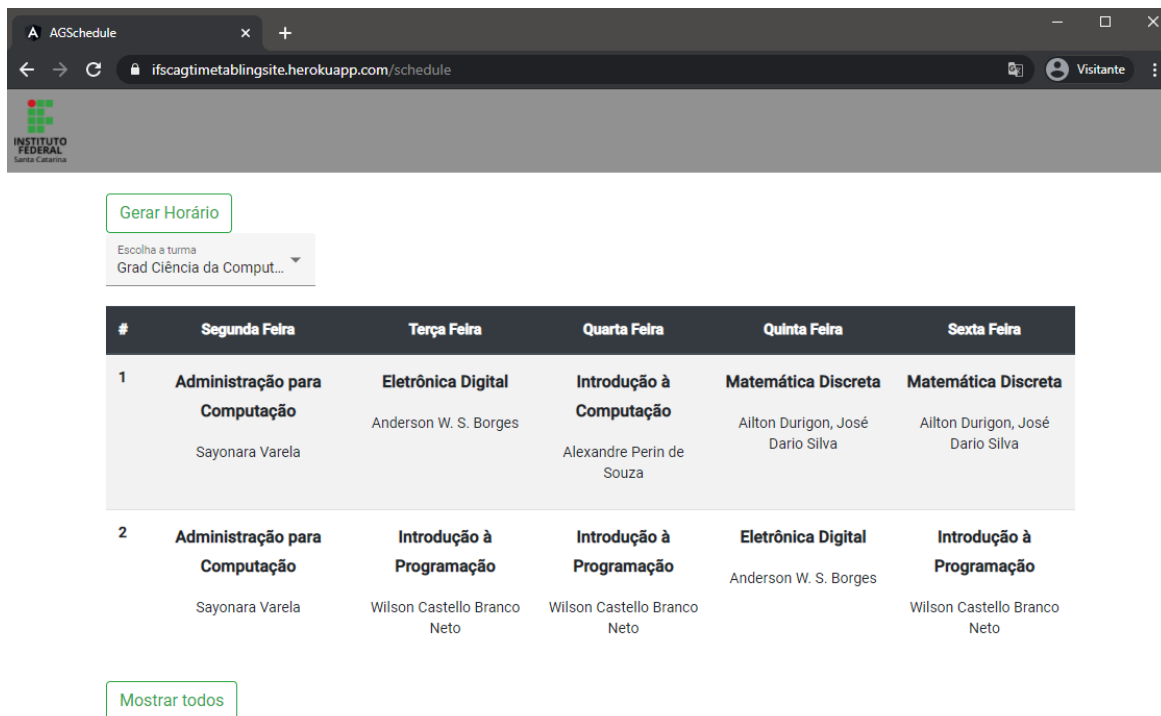 AGSchedule
ifscagtimetablingsite.herokuapp.com/schedule
Visitante
INSTITUTO
FEDERAL
Santa Catarina
Gerar Horário
Escolha a turma
Grad Ciência da Comput...
# Segunda Feira Terça Feira Quarta Feira Quinta Feira Sexta Feira
1 Administração para Eletrônica Digital Introdução à Matemática Discreta Matemática Discreta
Computação Anderson W. S. Borges Computação Ailton Durigon, José Ailton Durigon, José
Sayonara Varela Alexandre Perin de Dario Silva Dario Silva
Souza
2 Administração para Introdução à Introdução à Eletrônica Digital Introdução à
Computação Programação Programação Anderson W. S. Borges Programação
Sayonara Varela Wilson Castello Branco Wilson Castello Branco Wilson Castello Branco
Neto Neto Neto
Mostrar todos